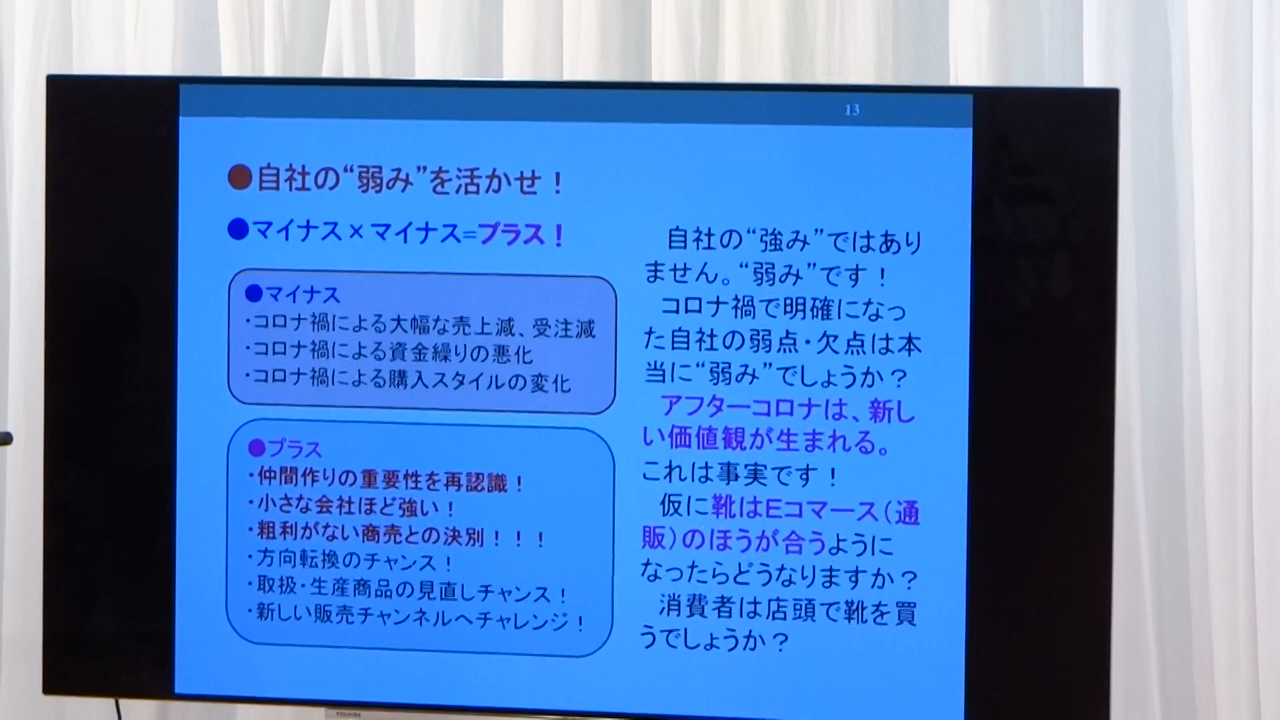 13
●自社の“弱み”を活かせ！
●マイナス×マイナス=プラス！
●マイナス
・コロナ禍による大幅な売上減、受注減
・コロナ禍による資金繰りの悪化
・コロナ禍による購入スタイルの変化
●プラス
・仲間作りの重要性を再認識！
・小さな会社ほど強い！
・粗利がない商売との決別！！！
・方向転換のチャンス！
・取扱・生産商品の見直しチャンス！
・新しい販売チャンネルへチャレンジ！
自社の“強み”ではあり
ません。“弱み”です！
コロナ禍で明確になっ
た自社の弱点・欠点は本
当に“弱み”でしょうか？
アフターコロナは、新し
い価値観が生まれる。
これは事実です！
仮に靴はEコマース（通
販）のほうが合うように
なったらどうなりますか？
消費者は店頭で靴を買
うでしょうか？
TOSHIBA